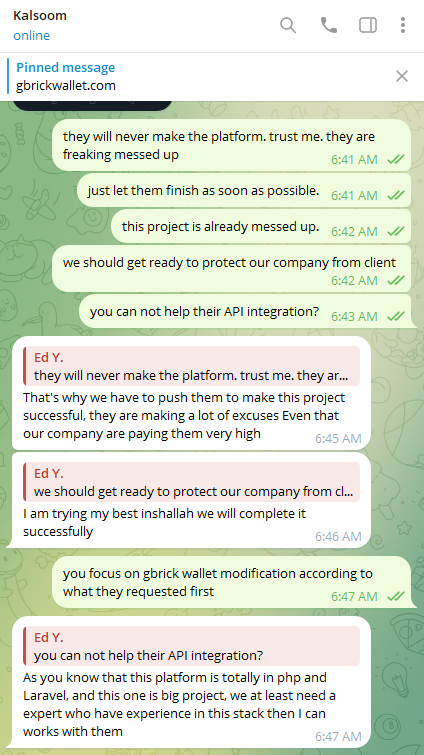 Kalsoom
online
Pinned message
gbrickwallet.com
they will never make the platform. trust me. they are
freaking messed up
6:41 AM
just let them finish as soon as possible.
6:41 AM
this project is already messed up.
6:42 AM
we should get ready to protect our company from client
6:42 AM
you can not help their API integration?
6:43 AM
Ed Y.
they will never make the platform. trust me. they ar...
That's why we have to push them to make this project
successful, they are making a lot of excuses Even that
our company are paying them very high
6:45 AM
Ed Y.
we should get ready to protect our company from cl...
I am trying my best inshallah we will complete it
successfully
6:46 AM
you focus on gbrick wallet modification according to
what they requested first
6:47 AM
Ed Y.
you can not help their API integration?
As you know that this platform is totally in php and
Laravel, and this one is big project, we at least need a
expert who have experience in this stack then I can
works with them
6:47 AM